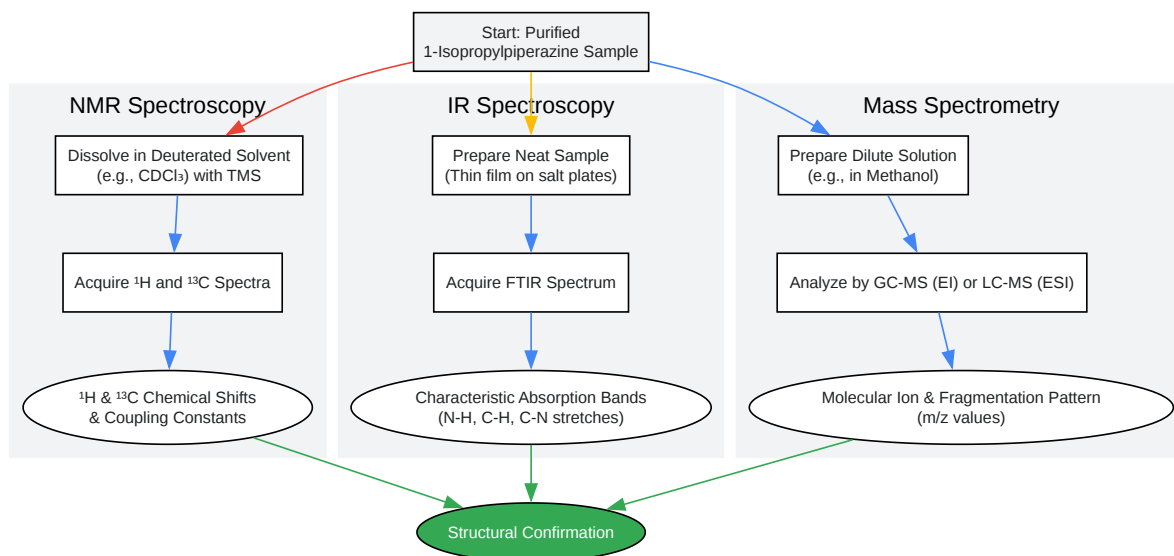 Start: Purified
1-Isopropylpiperazine Sample
NMR Spectroscopy
Dissolve in Deuterated Solvent
(e.g., CDCl₃) with TMS
Acquire ¹H and ¹³C Spectra
¹H & ¹³C Chemical Shifts
& Coupling Constants
IR Spectroscopy
Prepare Neat Sample
(Thin film on salt plates)
Acquire FTIR Spectrum
Characteristic Absorption Bands
(N-H, C-H, C-N stretches)
Mass Spectrometry
Prepare Dilute Solution
(e.g., in Methanol)
Analyze by GC-MS (EI) or LC-MS (ESI)
Molecular Ion & Fragmentation Pattern
(m/z values)
Structural Confirmation